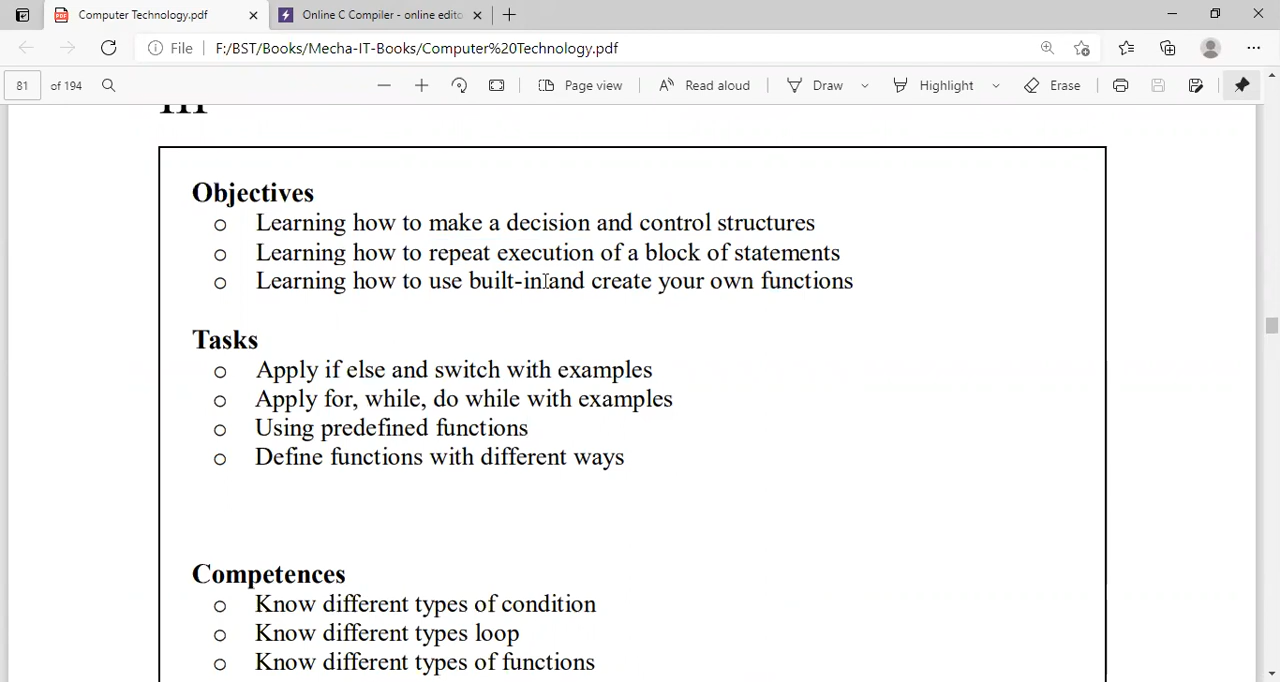 Computer Technology.pdf
Online C Compiler - online edito
File
F:/BST/Books/Mecha-IT-Books/Computer%20Technology.pdf
81 of 194
Page view
Read aloud
Draw
Highlight
Erase
III
Objectives
o Learning how to make a decision and control structures
o Learning how to repeat execution of a block of statements
o Learning how to use built-in and create your own functions
Tasks
o Apply if else and switch with examples
o Apply for, while, do while with examples
o Using predefined functions
o Define functions with different ways
Competences
o Know different types of condition
o Know different types loop
o Know different types of functions